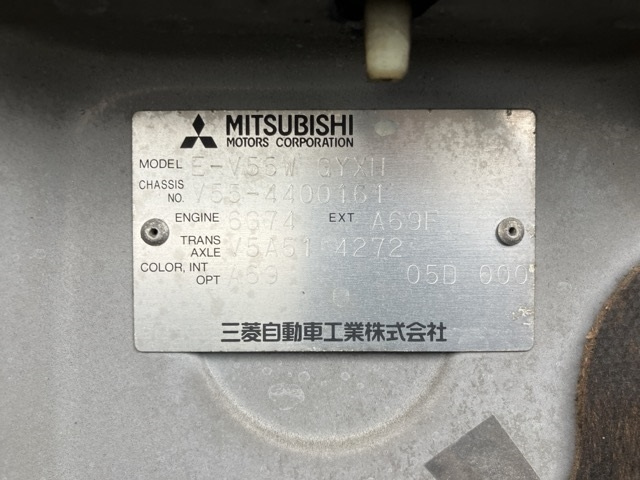 MITSUBISHI
MOTORS CORPORATION
MODEL E-V55W GYXH
CHASSIS NO. V55-4400161
ENGINE 6G74 EXT A69F
TRANS AXLE V5A51 4272
COLOR, INT OPT A69 05D 000
三菱自動車工業株式会社